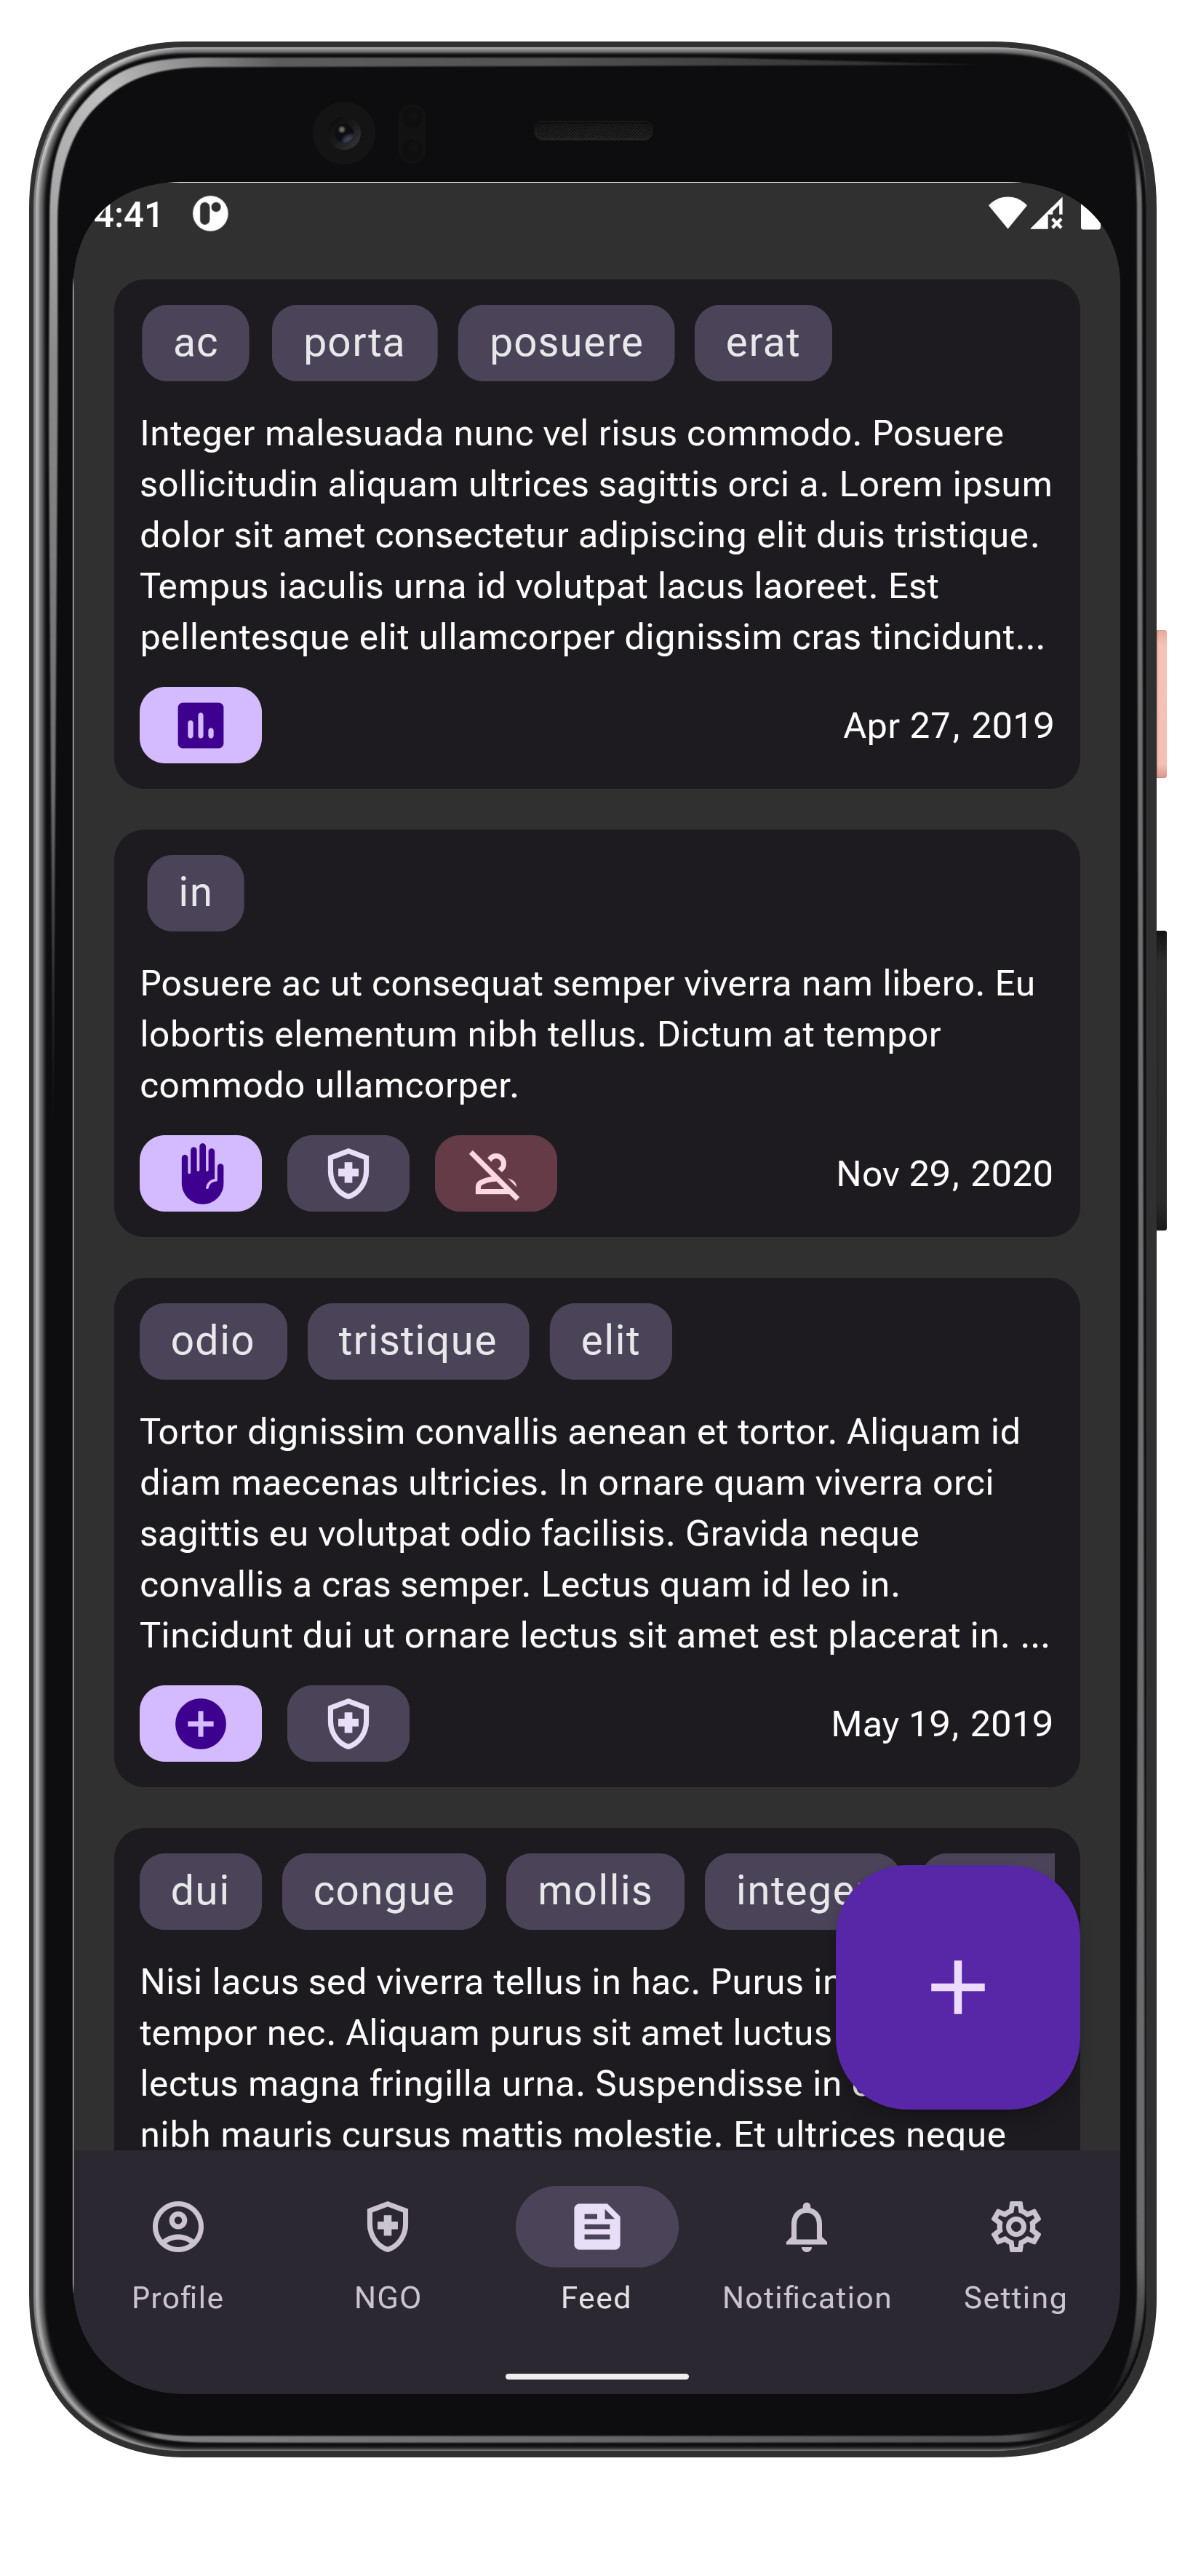 4:41
ac porta posuere erat
Integer malesuada nunc vel risus commodo. Posuere
sollicitudin aliquam ultrices sagittis orci a. Lorem ipsum
dolor sit amet consectetur adipiscing elit duis tristique.
Tempus iaculis urna id volutpat lacus laoreet. Est
pellentesque elit ullamcorper dignissim cras tincidunt...
Apr 27, 2019
in
Posuere ac ut consequat semper viverra nam libero. Eu
lobortis elementum nibh tellus. Dictum at tempor
commodo ullamcorper.
Nov 29, 2020
odio tristique elit
Tortor dignissim convallis aenean et tortor. Aliquam id
diam maecenas ultricies. In ornare quam viverra orci
sagittis eu volutpat odio facilisis. Gravida neque
convallis a cras semper. Lectus quam id leo in.
Tincidunt dui ut ornare lectus sit amet est placerat in. ...
May 19, 2019
dui congue mollis
Nisi lacus sed viverra tellus in hac. Purus
tempor nec. Aliquam purus sit amet luctus
lectus magna fringilla urna. Suspendisse in
nibh mauris cursus mattis molestie. Et ultrices neque
Profile NGO Feed Notification Setting